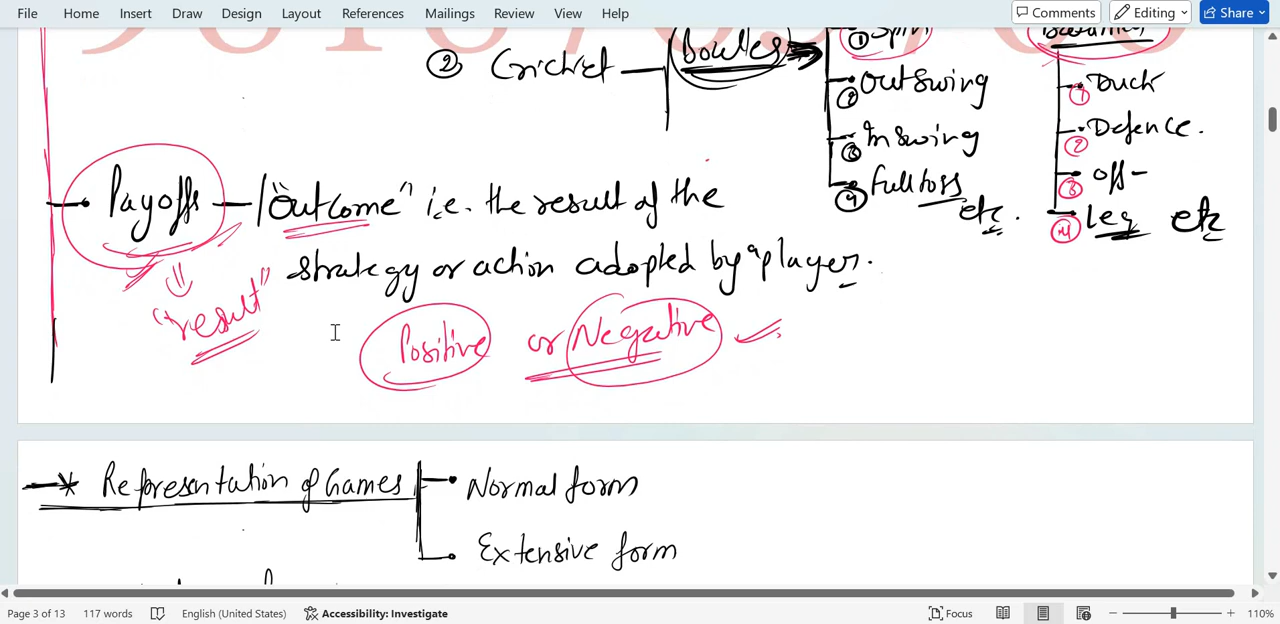 File Home Insert Draw Design Layout References Mailings Review View Help Comments Editing Share
① Spin
② Cricket Bowler
② Outswing
③ Inswing
④ Full toss
etc.
① Duck
② Defence.
③ Off-
④ Leg etc
Payoffs — "Outcome" i.e. the result of the
strategy or action adopted by "player.
"result"
Positive or Negative
* Representation of Games
Normal form
Extensive form
Page 3 of 13 117 words English (United States) Accessibility: Investigate Focus 110%